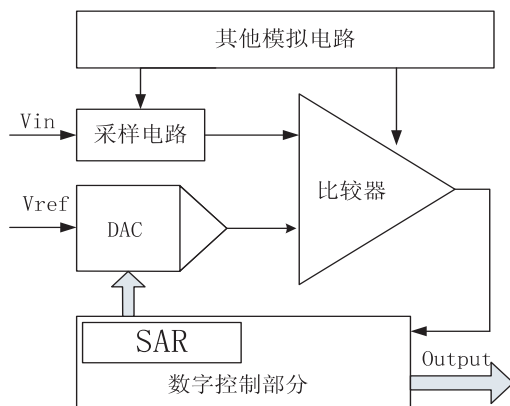 其他模拟电路
Vin
采样电路
比较器
Vref
DAC
SAR
Output
数字控制部分